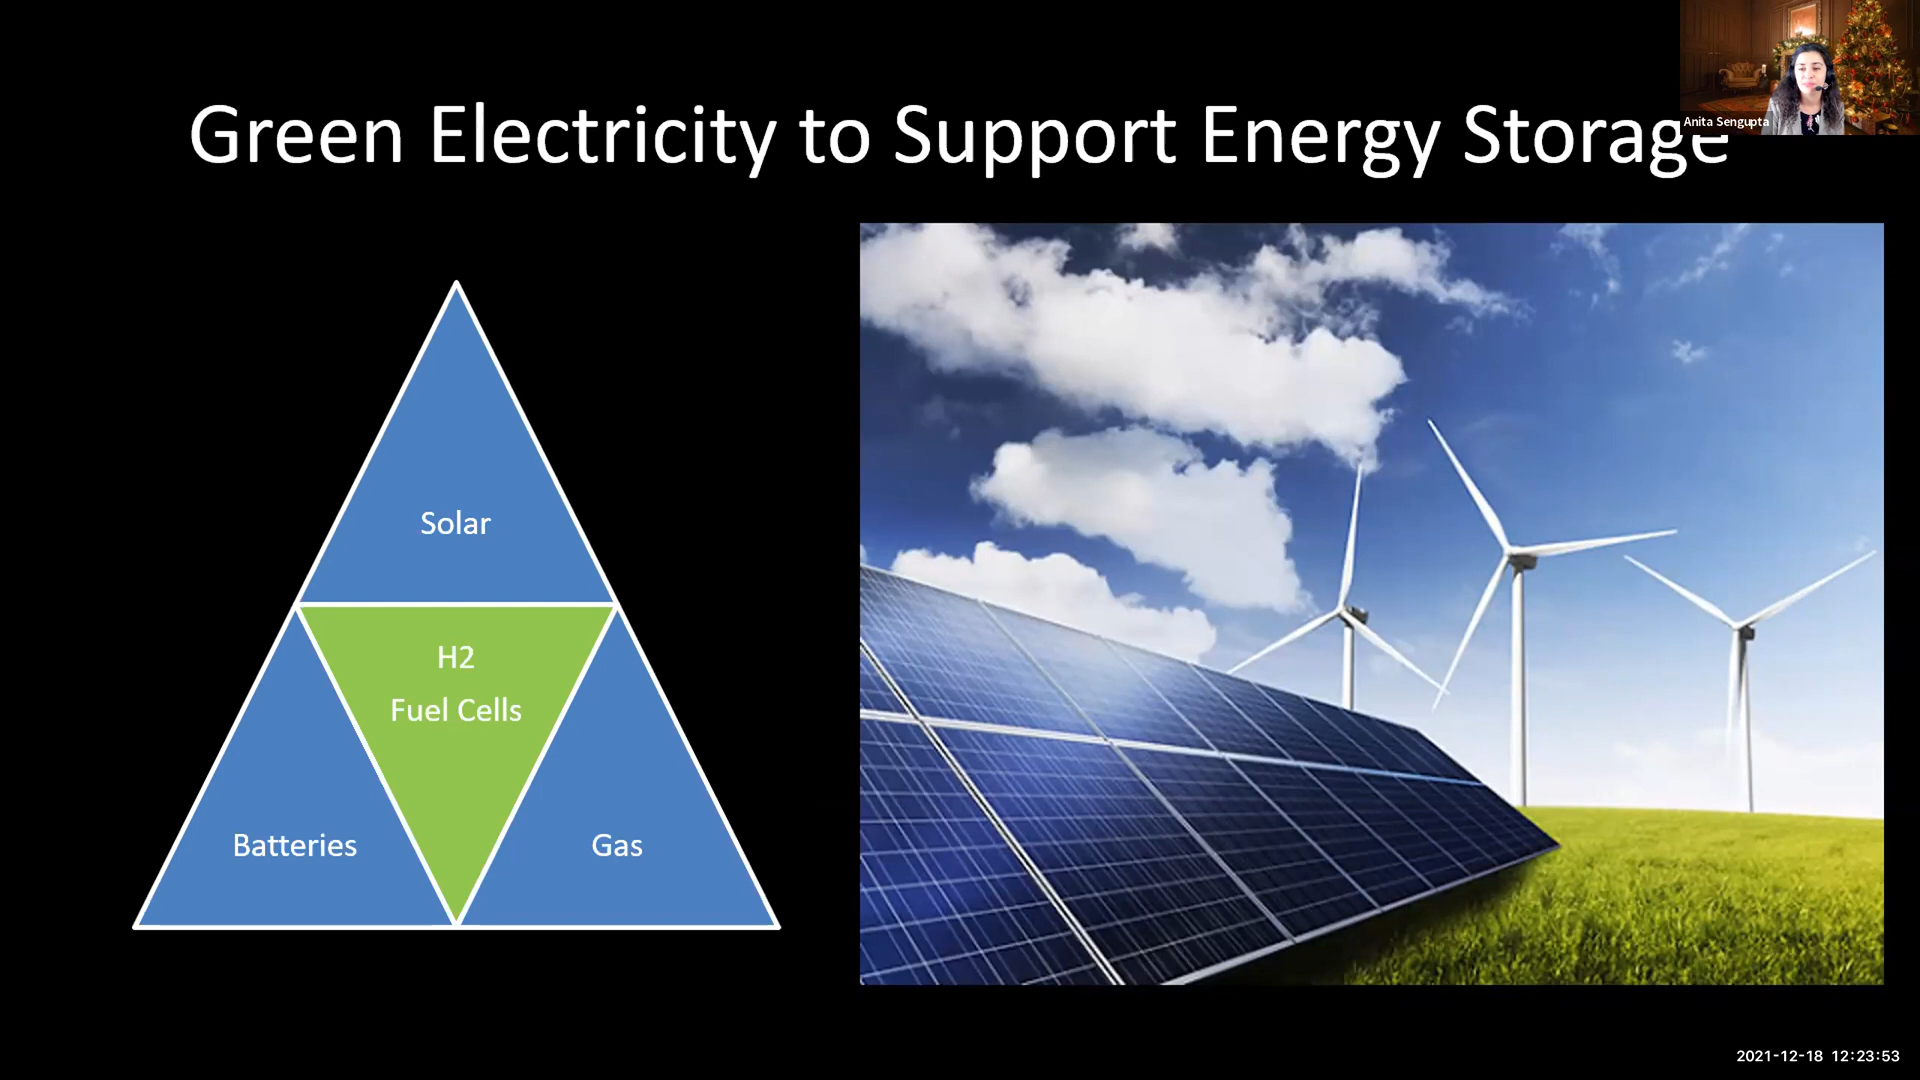 Anita Sengupta
Green Electricity to Support Energy Storage
Solar
H2
Fuel Cells
Batteries
Gas
2021-12-18 12:23:53